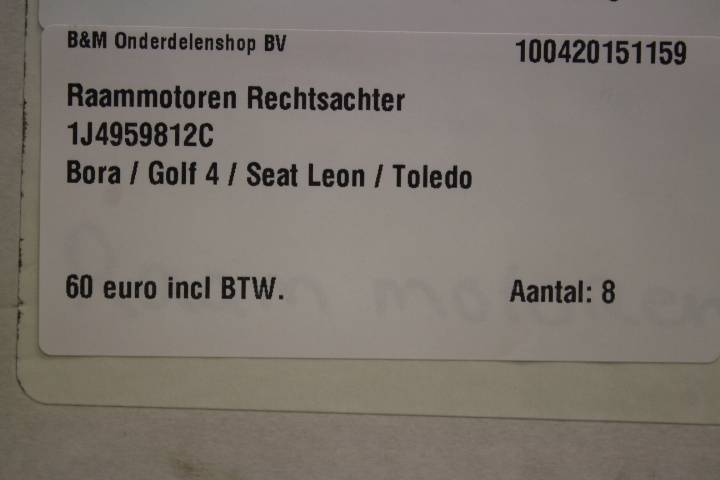 B&M Onderdelenshop BV 100420151159
Raammotoren Rechtsachter
1J4959812C
Bora / Golf 4 / Seat Leon / Toledo
60 euro incl BTW. Aantal: 8